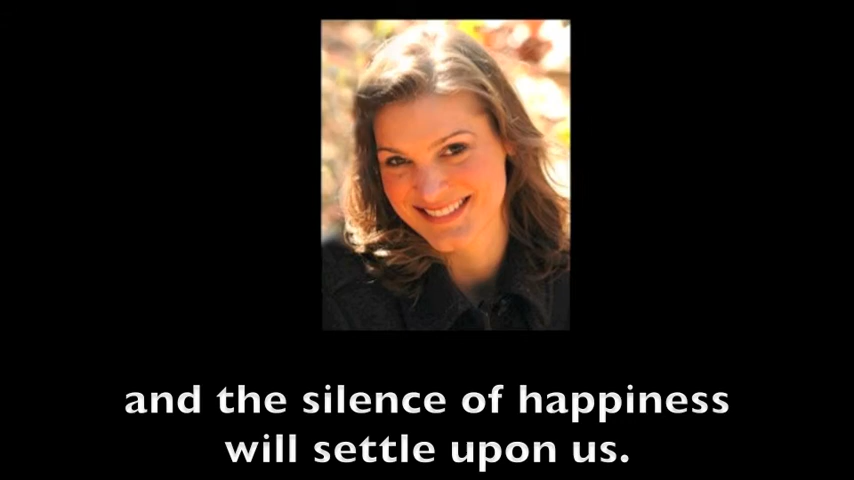 and the silence of happiness
will settle upon us.